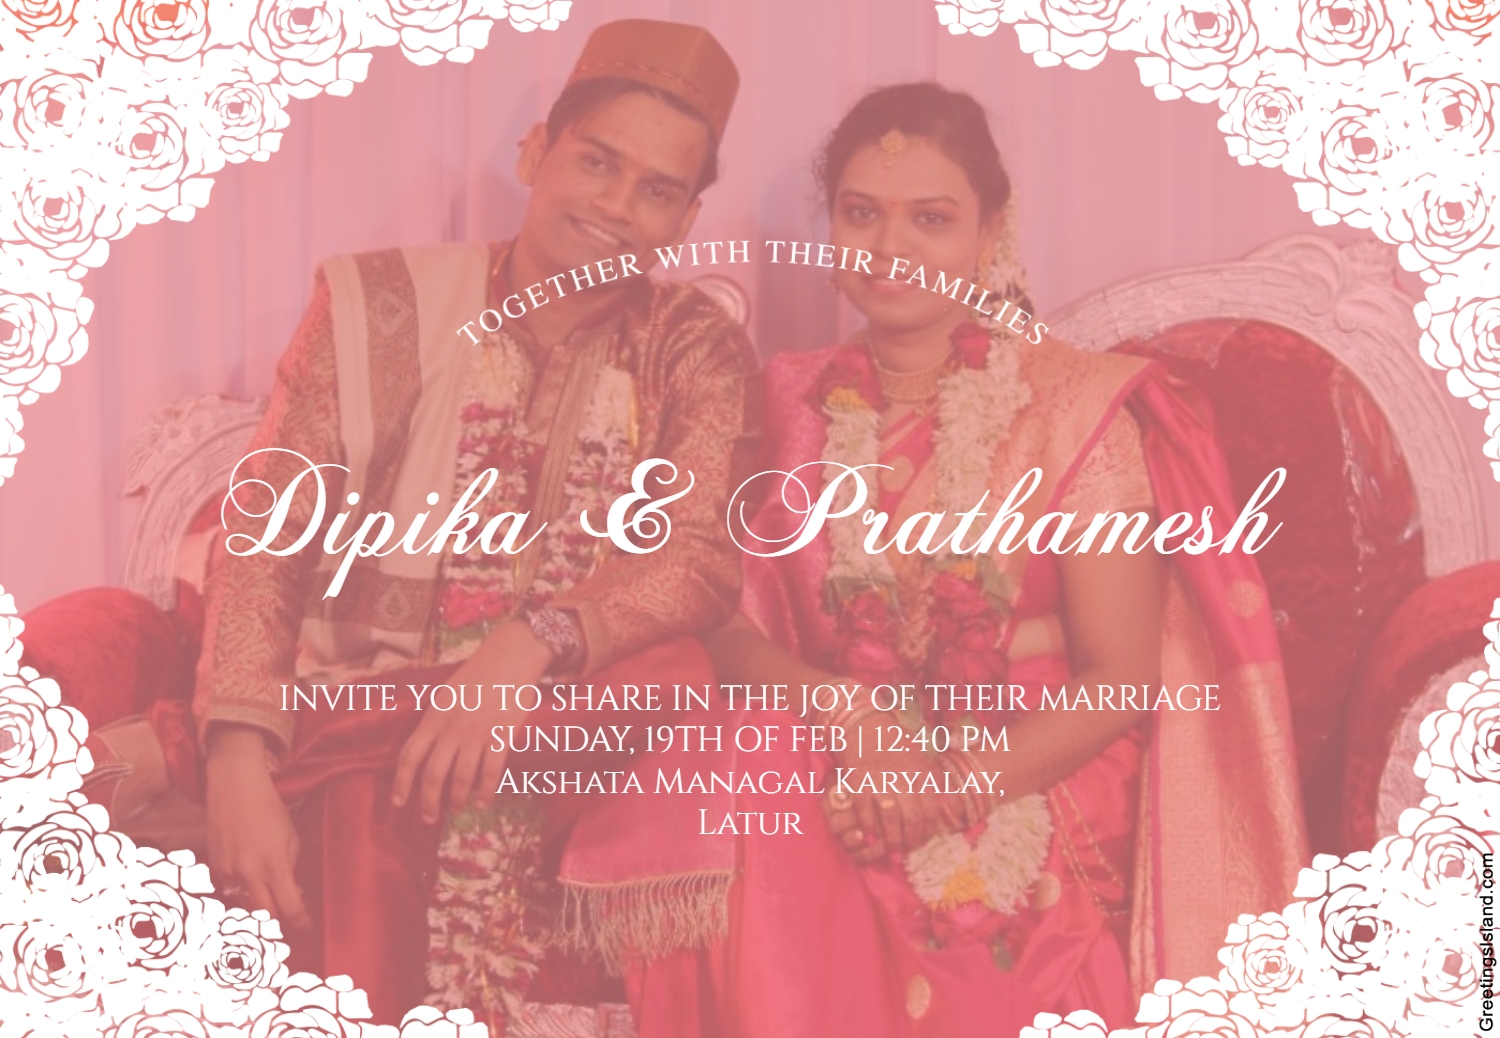 TOGETHER WITH THEIR FAMILIES
Dipika & Prathamesh
INVITE YOU TO SHARE IN THE JOY OF THEIR MARRIAGE
SUNDAY, 19TH OF FEB | 12:40 PM
Akshata Managal Karyalay,
Latur
GreetingsIsland.com